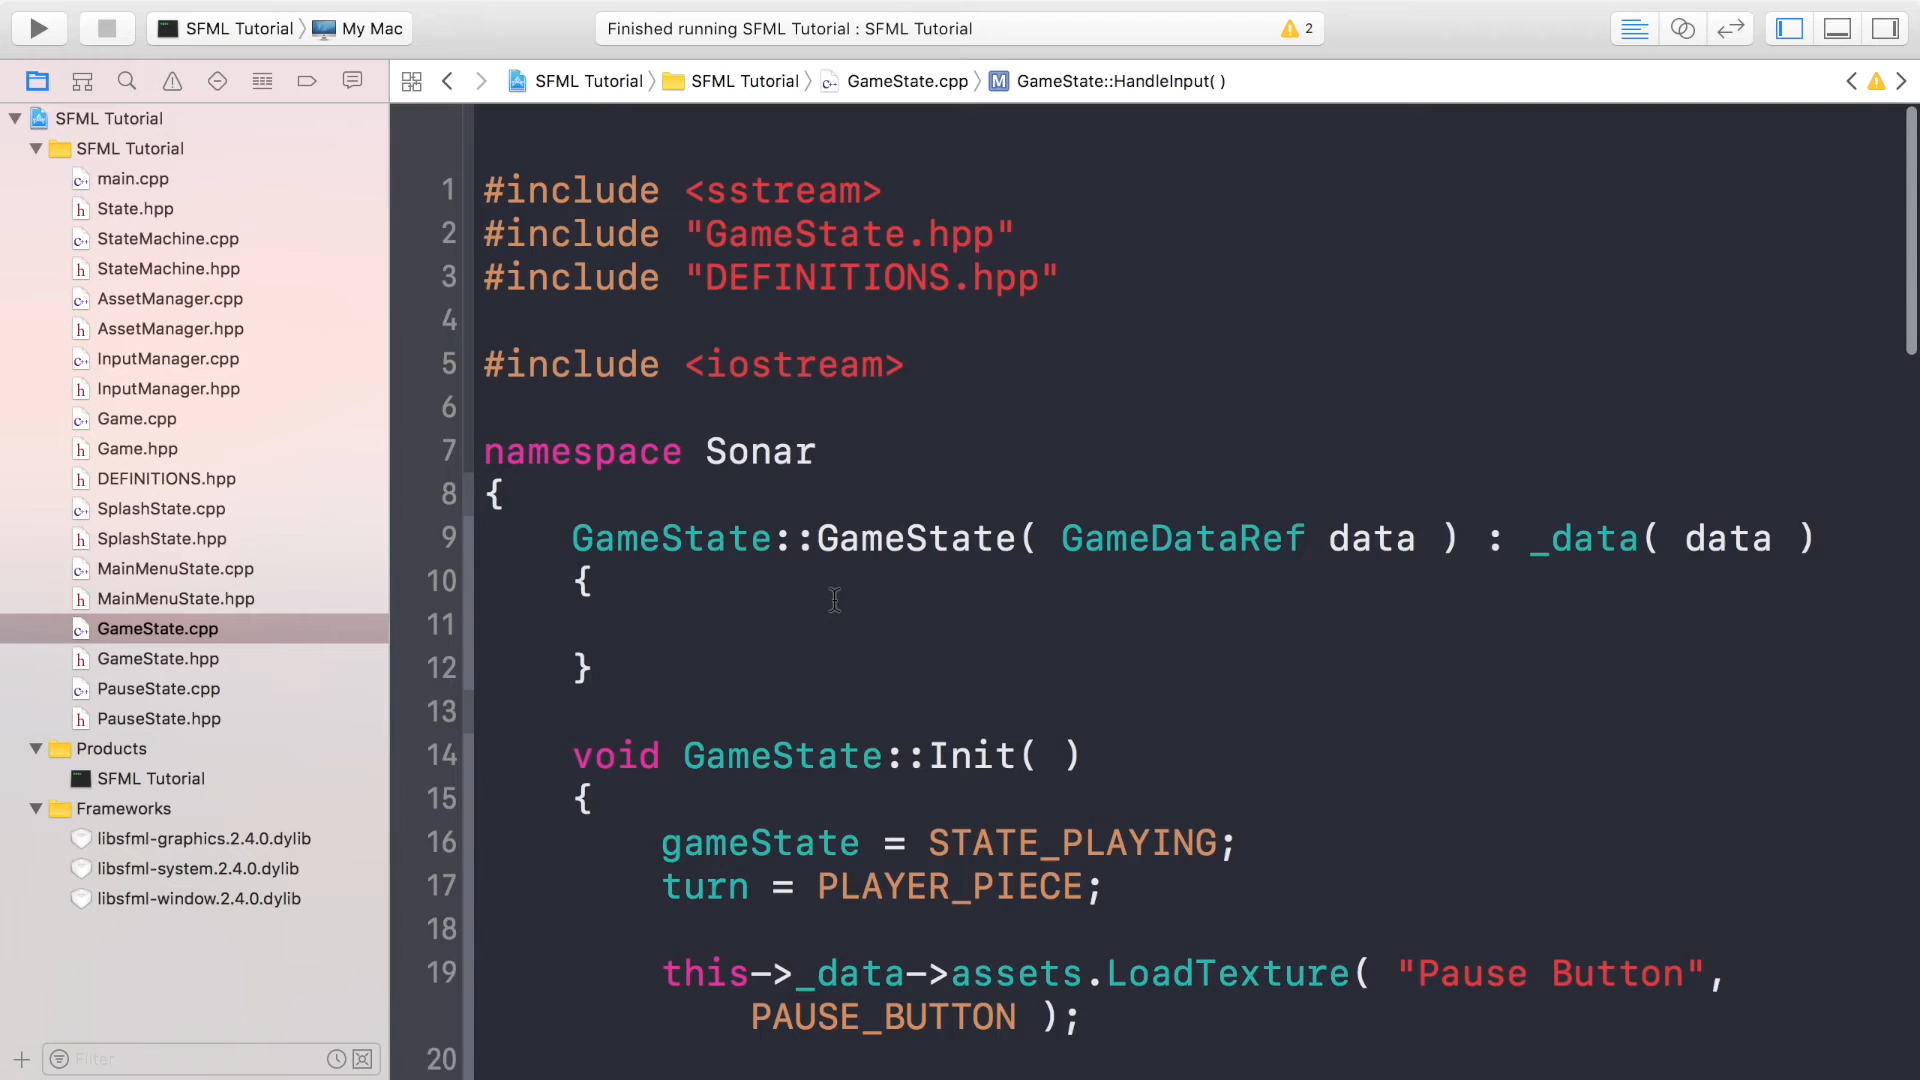 SFML Tutorial 〉 My Mac
Finished running SFML Tutorial : SFML Tutorial
2
SFML Tutorial 〉 SFML Tutorial 〉 GameState.cpp 〉 M GameState::HandleInput( )
SFML Tutorial
SFML Tutorial
main.cpp
State.hpp
StateMachine.cpp
StateMachine.hpp
AssetManager.cpp
AssetManager.hpp
InputManager.cpp
InputManager.hpp
Game.cpp
Game.hpp
DEFINITIONS.hpp
SplashState.cpp
SplashState.hpp
MainMenuState.cpp
MainMenuState.hpp
GameState.cpp
GameState.hpp
PauseState.cpp
PauseState.hpp
Products
SFML Tutorial
Frameworks
libsfml-graphics.2.4.0.dylib
libsfml-system.2.4.0.dylib
libsfml-window.2.4.0.dylib
Filter
1 #include <sstream>
2 #include "GameState.hpp"
3 #include "DEFINITIONS.hpp"
4
5 #include <iostream>
6
7 namespace Sonar
8 {
9 GameState::GameState( GameDataRef data ) : _data( data )
10 {
11
12 }
13
14 void GameState::Init( )
15 {
16 gameState = STATE_PLAYING;
17 turn = PLAYER_PIECE;
18
19 this->_data->assets.LoadTexture( "Pause Button",
PAUSE_BUTTON );
20